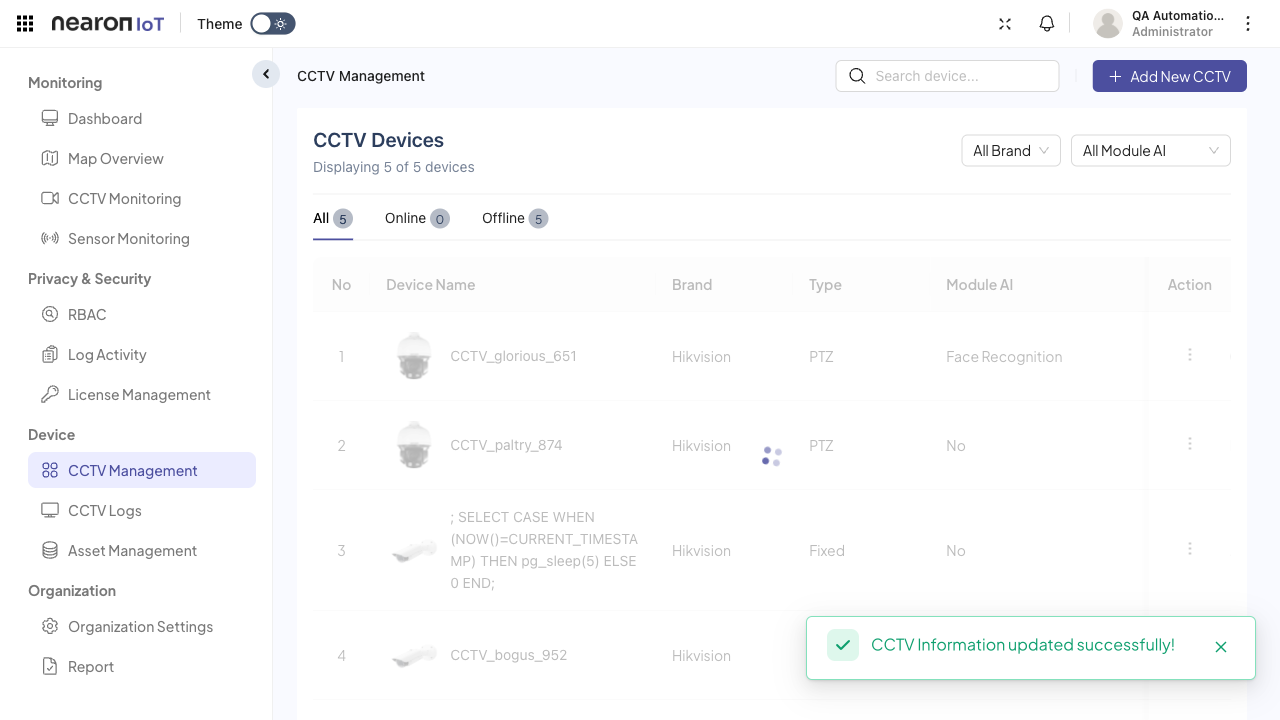 nearon IoT
Theme
QA Automatio...
Administrator
Monitoring
Dashboard
Map Overview
CCTV Monitoring
Sensor Monitoring
Privacy & Security
RBAC
Log Activity
License Management
Device
CCTV Management
CCTV Logs
Asset Management
Organization
Organization Settings
Report
CCTV Management
Search device...
Add New CCTV
CCTV Devices
Displaying 5 of 5 devices
All Brand
All Module AI
All 5
Online 0
Offline 5
No Device Name Brand Type Module AI Action
1 CCTV_glorious_651 Hikvision PTZ Face Recognition
2 CCTV_paltry_874 Hikvision PTZ No
; SELECT CASE WHEN
(NOW()=CURRENT_TIMESTA
3 Hikvision Fixed No
MP) THEN pg_sleep(5) ELSE
0 END;
4 CCTV_bogus_952 Hikvision
CCTV Information updated successfully!